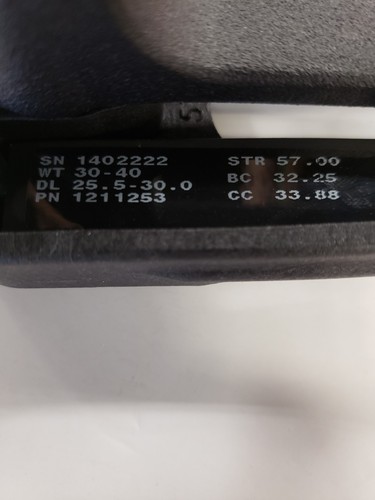 5
SN 1402222 STR 57.00
WT 30-40 BC 32.25
DL 25.5-30.0 CC 33.88
PN 1211253